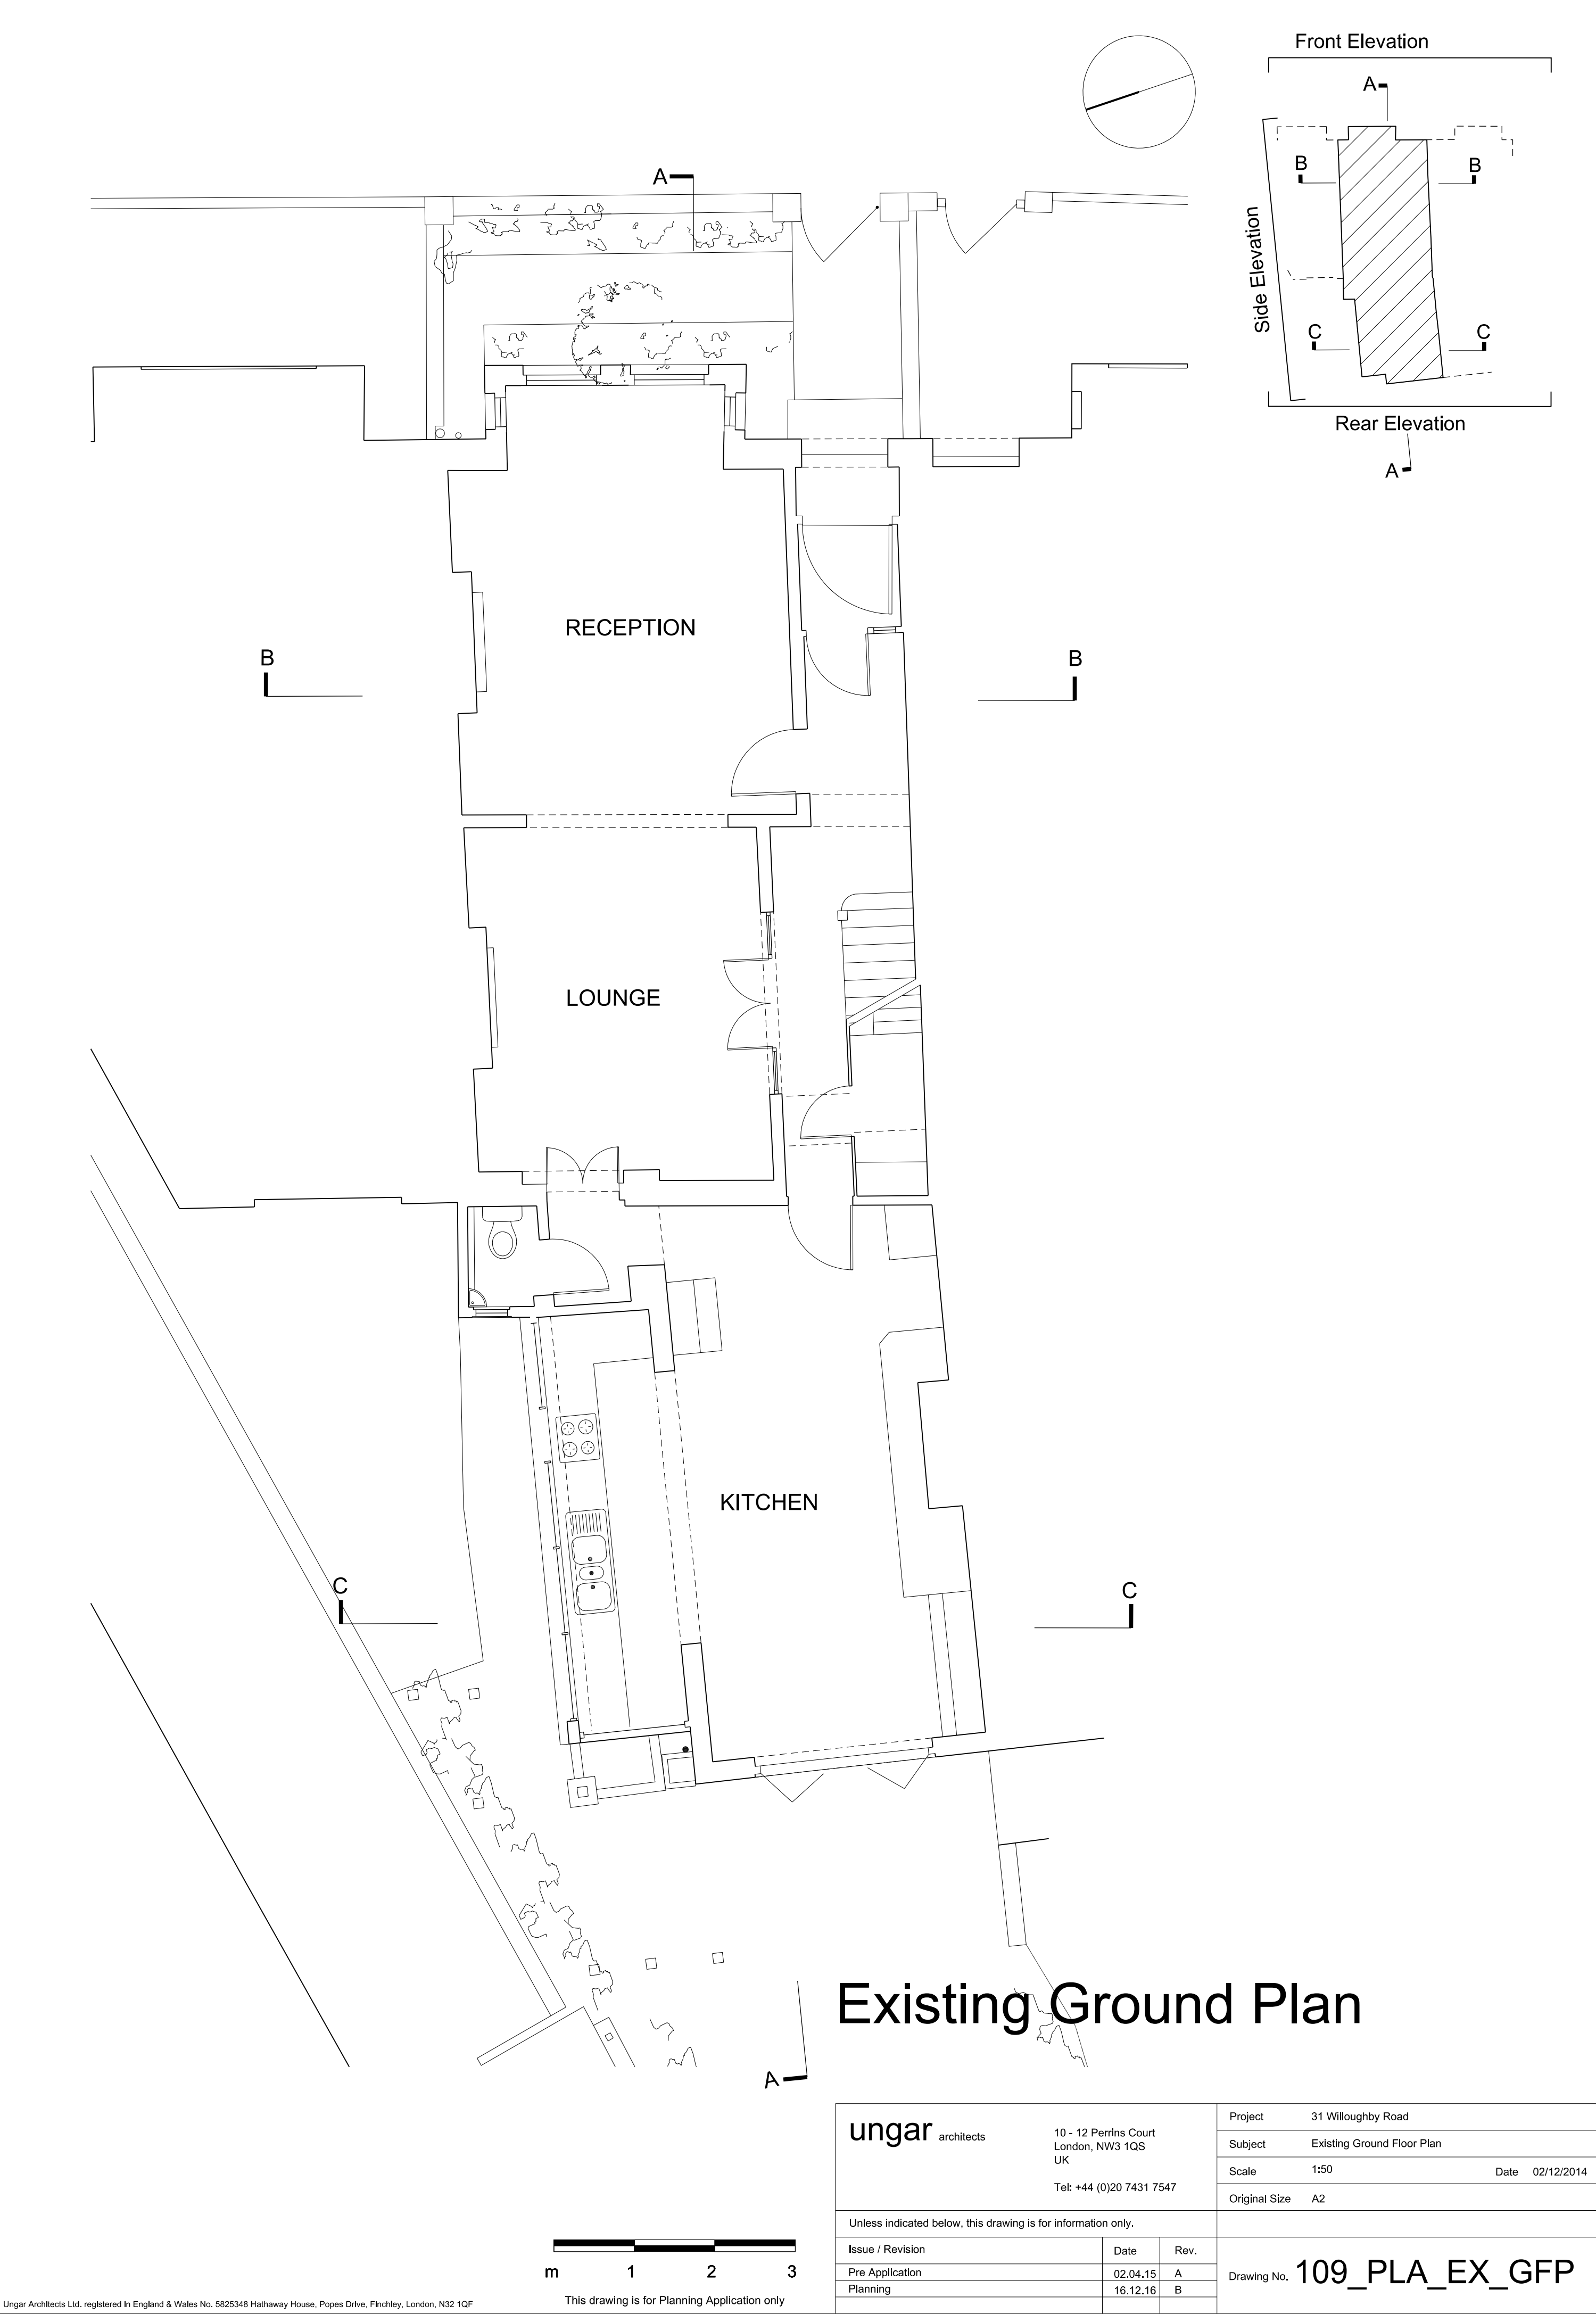 Front Elevation
A
A
B
B
Side Elevation
C
C
Rear Elevation
A
RECEPTION
B
B
LOUNGE
KITCHEN
C
C
Existing Ground Plan
A
ungar architects
10 - 12 Perrins Court
London, NW3 1QS
UK
Tel: +44 (0)20 7431 7547
Project 31 Willoughby Road
Subject Existing Ground Floor Plan
Scale 1:50 Date 02/12/2014
Original Size A2
Unless indicated below, this drawing is for information only.
Issue / Revision Date Rev.
Pre Application 02.04.15 A
Planning 16.12.16 B
Drawing No. 109_PLA_EX_GFP
m 1 2 3
This drawing is for Planning Application only
Ungar Architects Ltd. registered in England & Wales No. 5825348 Hathaway House, Popes Drive, Finchley, London, N32 1QF